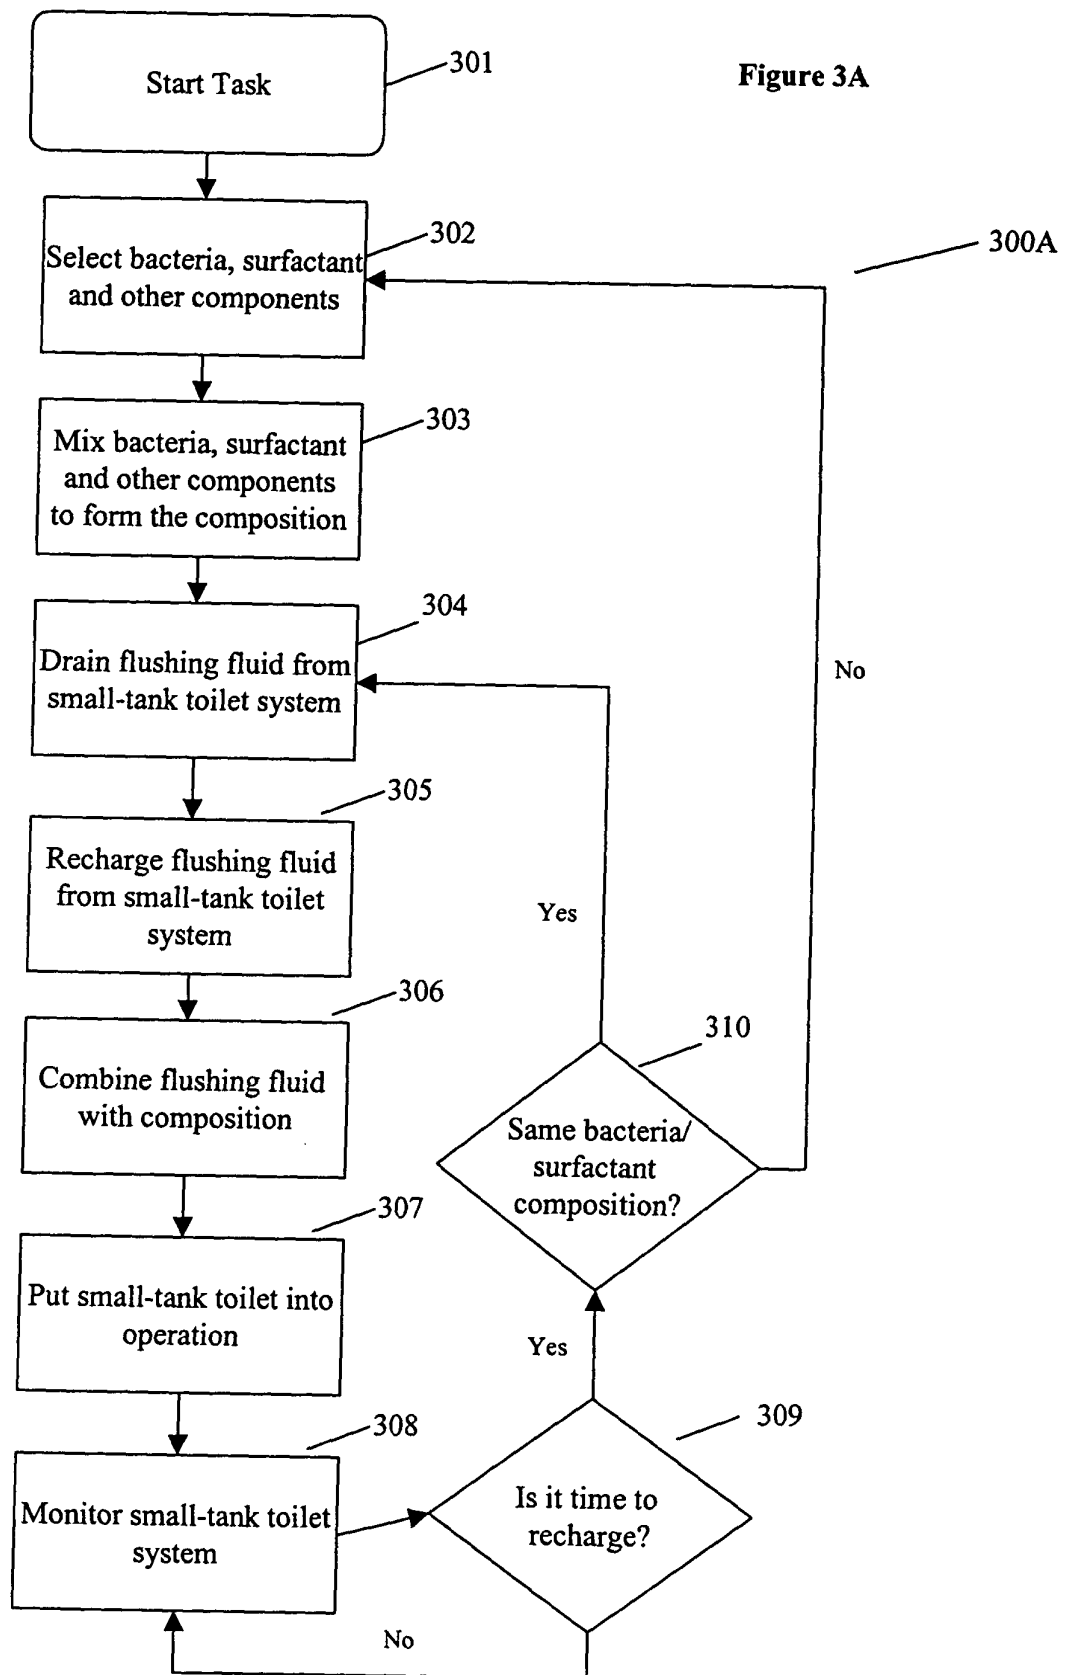 Start Task
301
Figure 3A
Select bacteria, surfactant
and other components
302
300A
Mix bacteria, surfactant
and other components
to form the composition
303
Drain flushing fluid from
small-tank toilet system
304
No
Recharge flushing fluid
from small-tank toilet
system
305
Yes
Combine flushing fluid
with composition
306
Same bacteria/
surfactant
composition?
310
Put small-tank toilet into
operation
307
Yes
Monitor small-tank toilet
system
308
Is it time to
recharge?
309
No